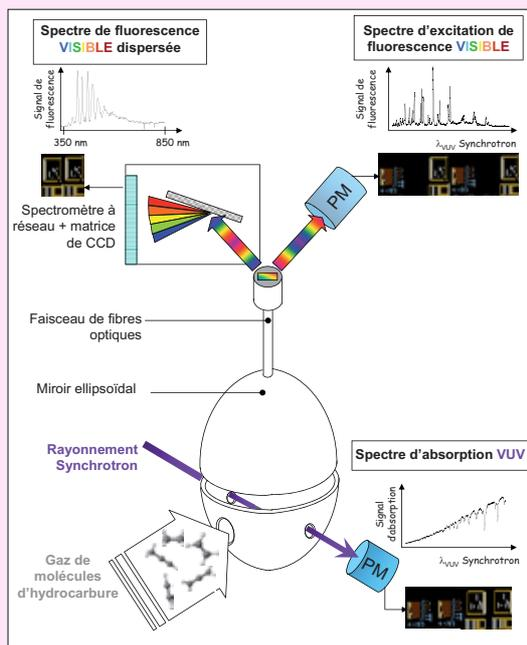 Spectre de fluorescence
VISIBLE dispersée
Signal de
fluorescence
350 nm
850 nm
Spectre d'excitation de
fluorescence VISIBLE
Signal de
fluorescence
λVUV Synchrotron
PM
Spectromètre à
réseau + matrice
de CCD
Faisceau de fibres
optiques
Miroir ellipsoïdal
Rayonnement
Synchrotron
Spectre d'absorption VUV
Signal
d'absorption
λVUV Synchrotron
PM
Gaz de
molécules
d'hydrocarbure